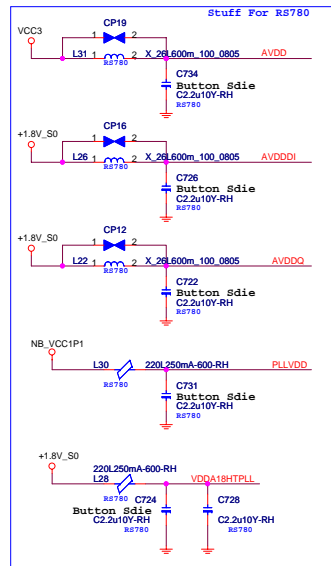 Stuff For RS780
CP19
VCC3
1 2
L31 1 2 X_26L600m_100_0805 AVDD
RS780
C734
Button Sdie
C2.2u10Y-RH
RS780
CP16
+1.8V_S0
1 2
L26 1 2 X_26L600m_100_0805 AVDDDI
RS780
C726
Button Sdie
C2.2u10Y-RH
RS780
CP12
+1.8V_S0
1 2
L22 1 2 X_26L600m_100_0805 AVDDQ
RS780
C722
Button Sdie
C2.2u10Y-RH
RS780
NB_VCC1P1
L30 220L250mA-600-RH PLLVDD
RS780
C731
Button Sdie
C2.2u10Y-RH
RS780
+1.8V_S0
220L250mA-600-RH
L28 VDDA18HTPLL
RS780
C724 C728
Button Sdie
C2.2u10Y-RH C2.2u10Y-RH
RS780 RS780